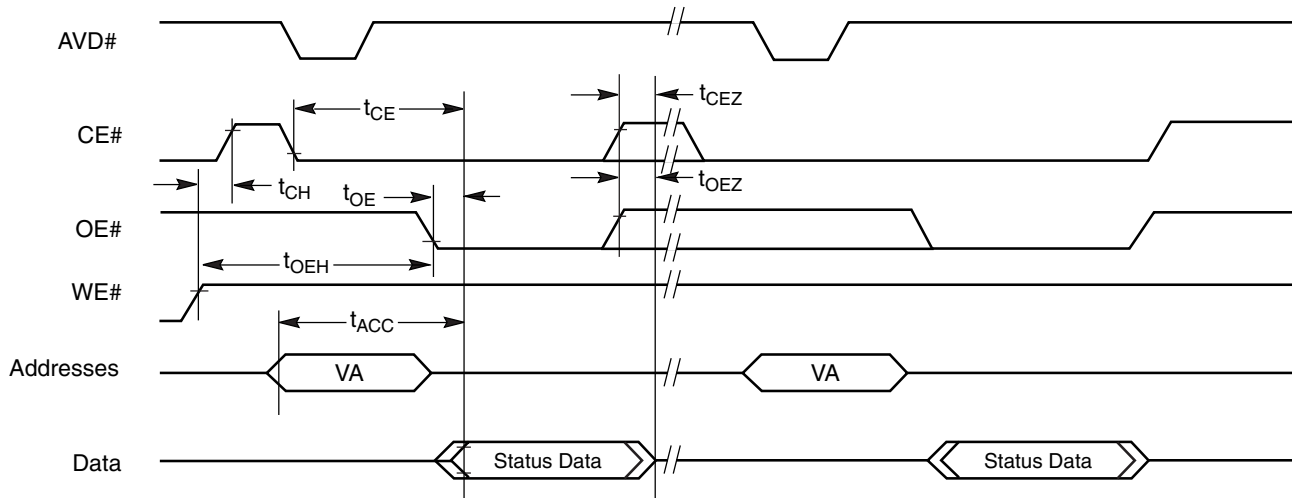 AVD#
CE#
tCE
tCEZ
tCH
tOE
tOEZ
OE#
tOEH
WE#
tACC
Addresses
VA
VA
Data
Status Data
Status Data